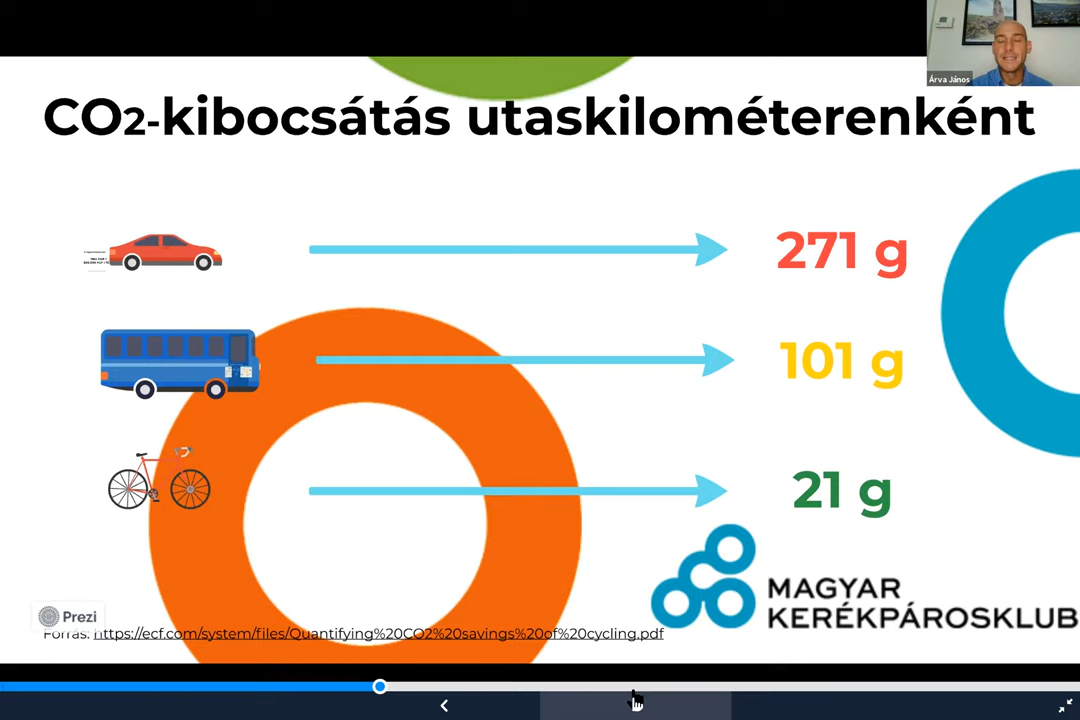 Árva János
CO2-kibocsátás utaskilométerenként
271 g
101 g
21 g
MAGYAR
KERÉKPÁROSKLUB
Prezi
Forrás: https://ecf.com/system/files/Quantifying%20CO2%20savings%20of%20cycling.pdf